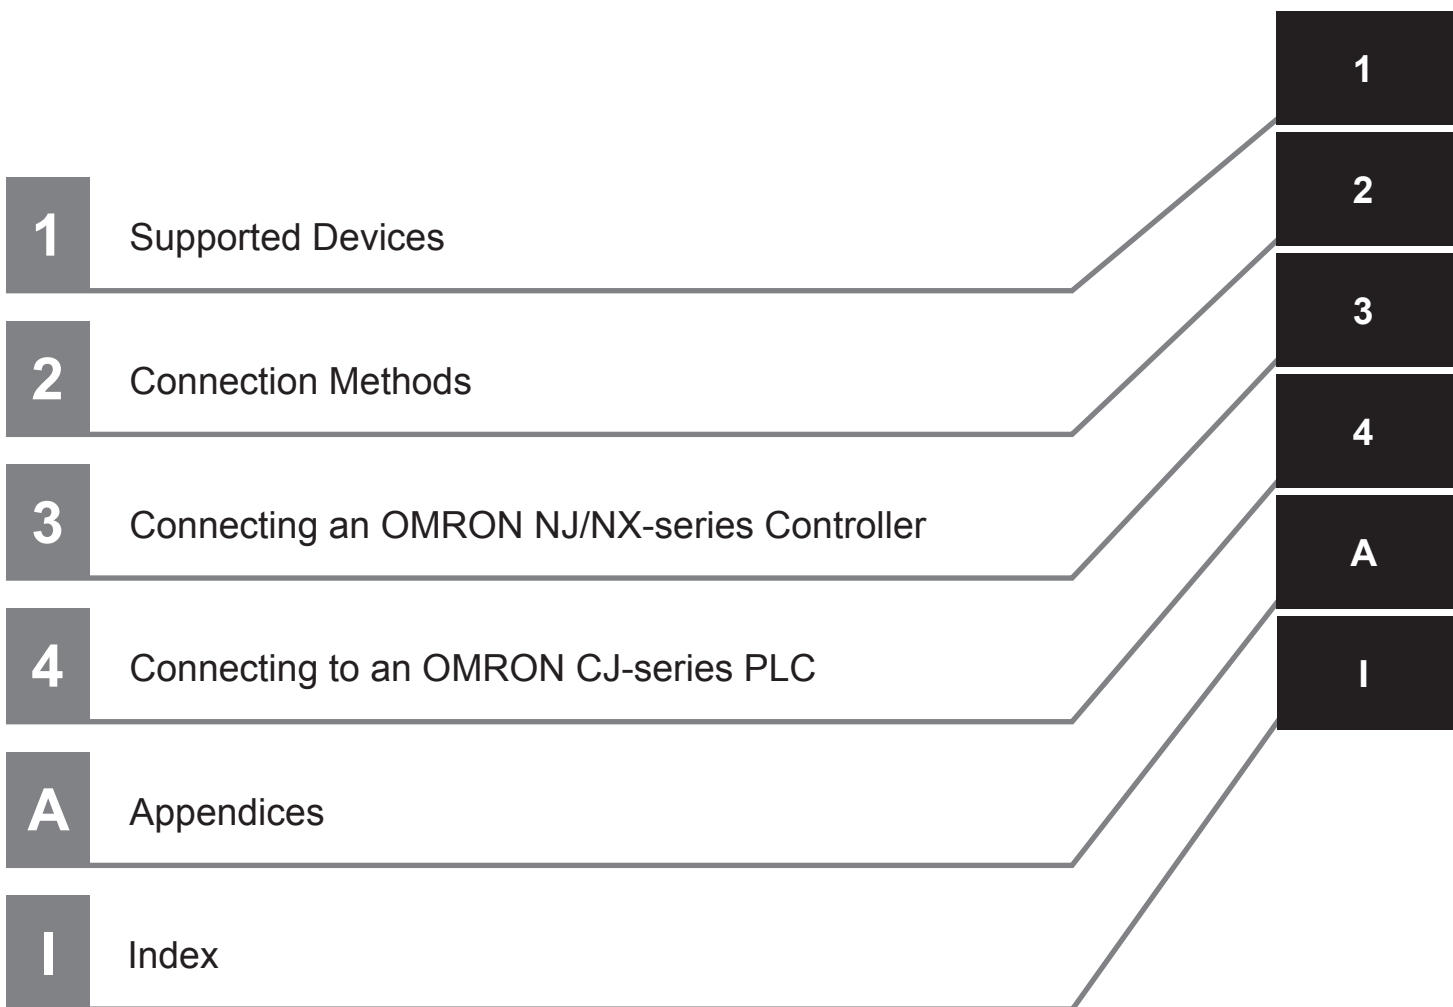 1
2
1 Supported Devices
3
2 Connection Methods
4
3 Connecting an OMRON NJ/NX-series Controller
A
4 Connecting to an OMRON CJ-series PLC
I
A Appendices
I Index